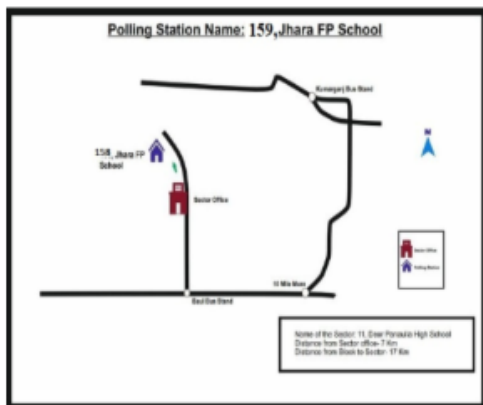 Polling Station Name: 159,Jhara FP School
Kumarganj Bus Stand
N
158, Jhara FP
School
Sector Office
Sector Office
Polling Station
10 Mile More
Baul Bus Stand
Name of the Sector: 11, Deor Panaulla High School
Distance from Sector office- 7 Km
Distance from Block to Sector- 17 Km